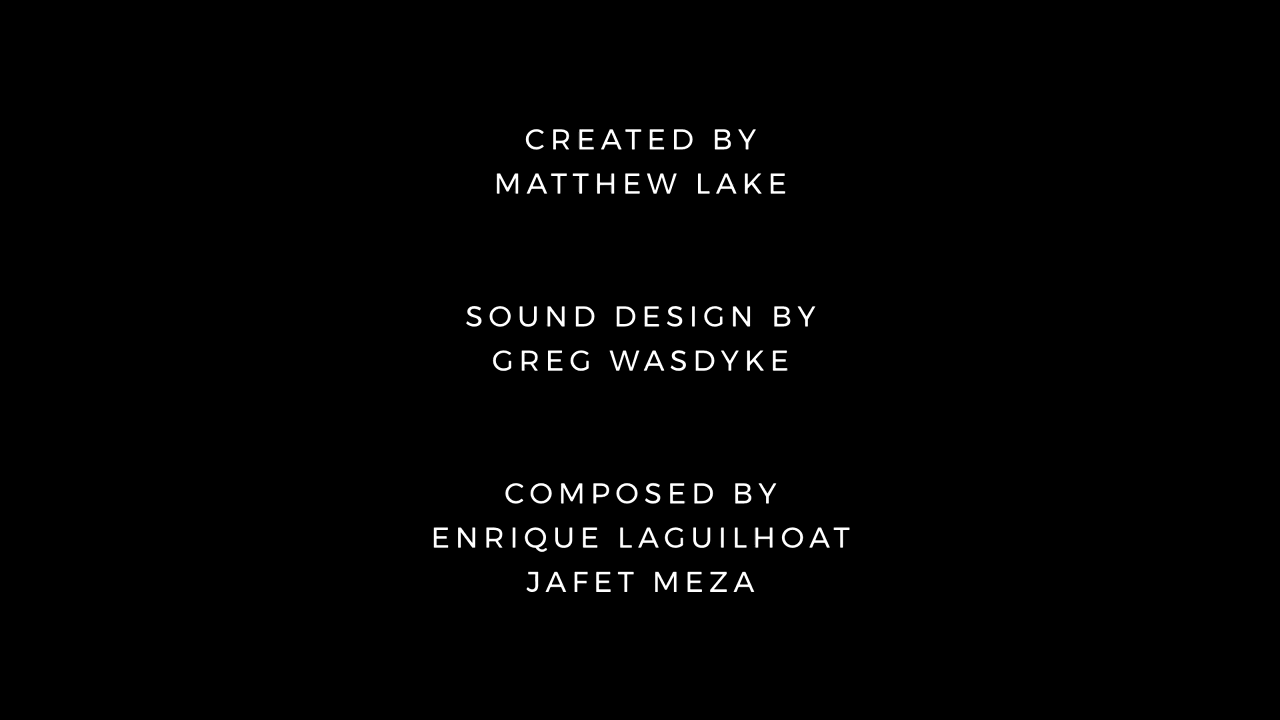 CREATED BY
MATTHEW LAKE
SOUND DESIGN BY
GREG WASDYKE
COMPOSED BY
ENRIQUE LAGUILHOAT
JAFET MEZA